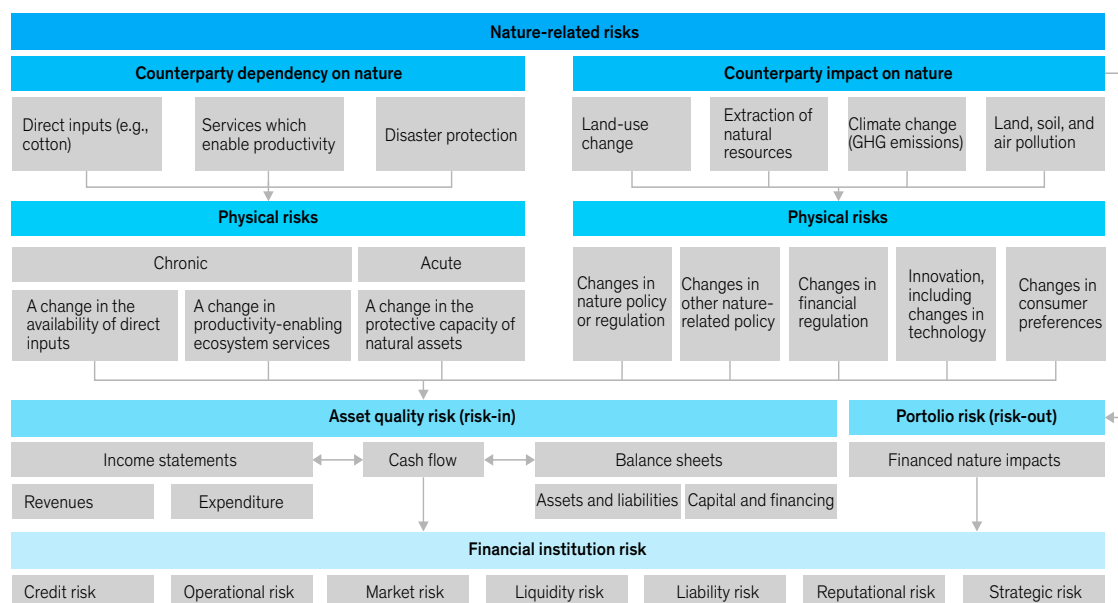 Nature-related risks
Counterparty dependency on nature
Counterparty impact on nature
Direct inputs (e.g.,
cotton)
Services which
enable productivity
Disaster protection
Land-use
change
Extraction of
natural
resources
Climate change
(GHG emissions)
Land, soil, and
air pollution
Physical risks
Physical risks
Chronic
Acute
A change in the
availability of direct
inputs
A change in
productivity-enabling
ecosystem services
A change in the
protective capacity of
natural assets
Changes in
nature policy
or regulation
Changes in
other nature-
related policy
Changes in
financial
regulation
Innovation,
including
changes in
technology
Changes in
consumer
preferences
Asset quality risk (risk-in)
Portolio risk (risk-out)
Income statements
Cash flow
Balance sheets
Financed nature impacts
Revenues
Expenditure
Assets and liabilities
Capital and financing
Financial institution risk
Credit risk
Operational risk
Market risk
Liquidity risk
Liability risk
Reputational risk
Strategic risk